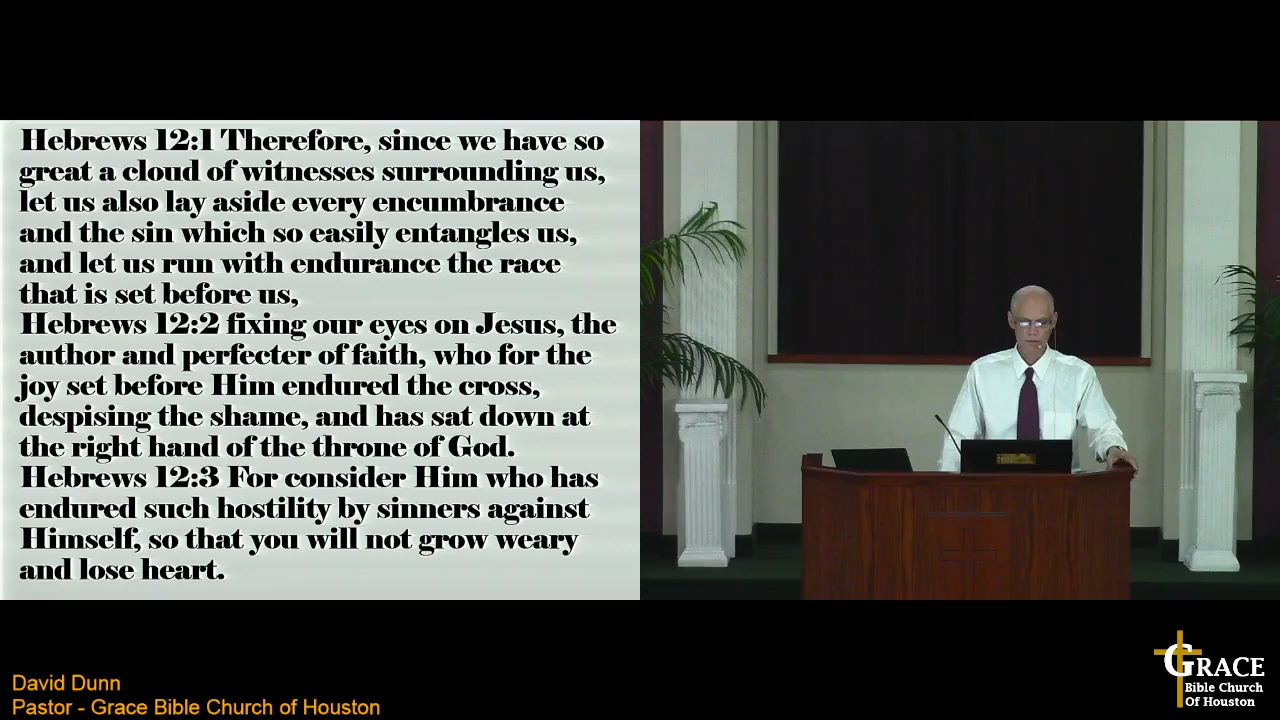 Hebrews 12:1 Therefore, since we have so
great a cloud of witnesses surrounding us,
let us also lay aside every encumbrance
and the sin which so easily entangles us,
and let us run with endurance the race
that is set before us,
Hebrews 12:2 fixing our eyes on Jesus, the
author and perfecter of faith, who for the
joy set before Him endured the cross,
despising the shame, and has sat down at
the right hand of the throne of God.
Hebrews 12:3 For consider Him who has
endured such hostility by sinners against
Himself, so that you will not grow weary
and lose heart.
David Dunn
Pastor - Grace Bible Church of Houston
GRACE
Bible Church
Of Houston